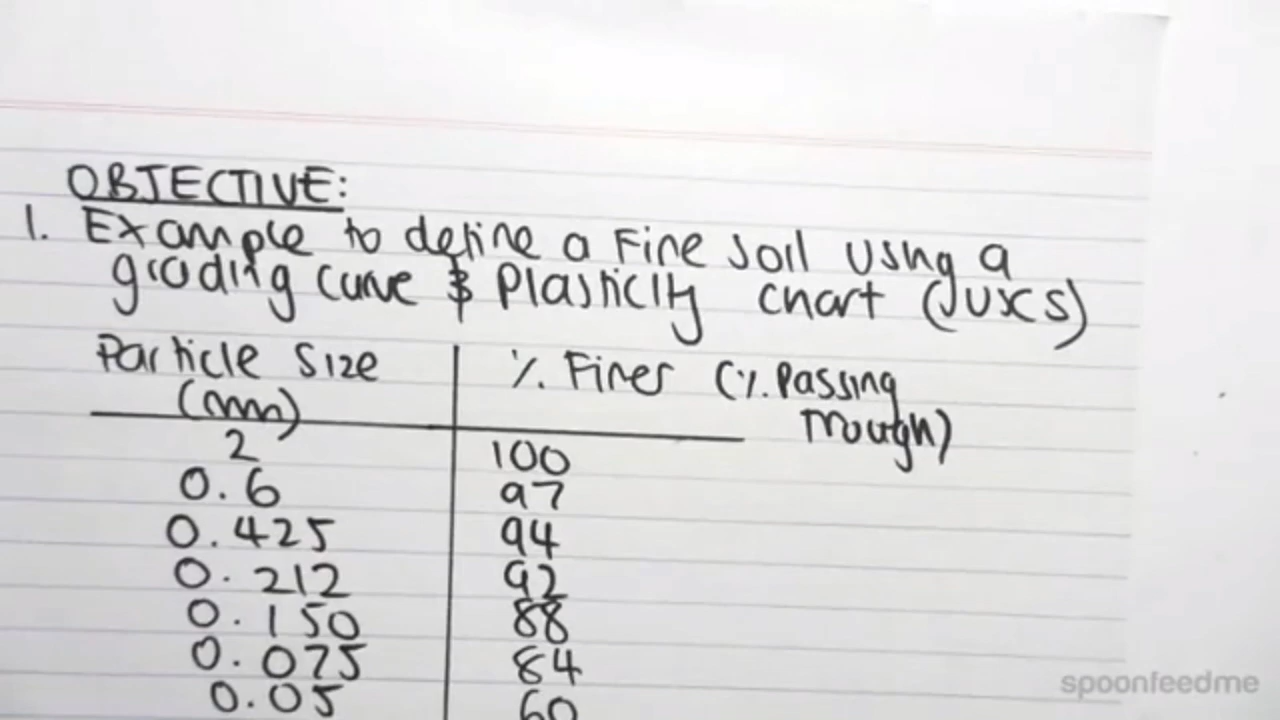 OBJECTIVE:
1. Example to define a Fine soil using a
grading curve & Plasticity chart (USCS)
Particle Size % Finer (% Passing
(mm) through)
2 100
0.6 97
0.425 94
0.212 92
0.150 88
0.075 84
0.05 60
spoonfeedme